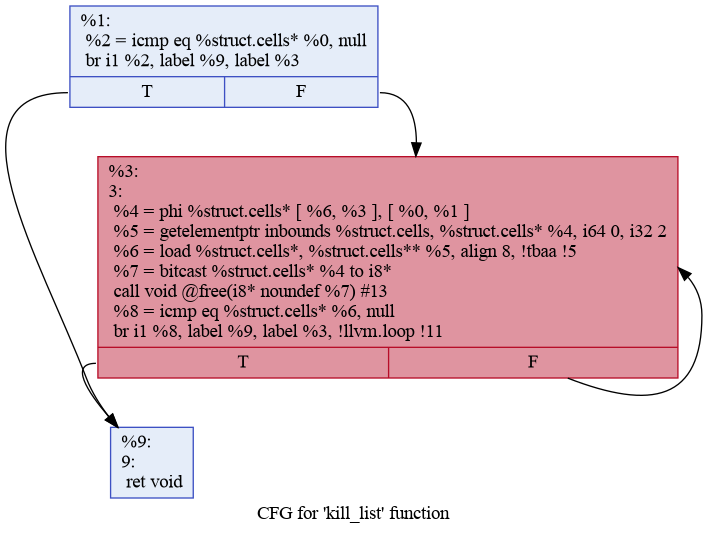 %1:
%2 = icmp eq %struct.cells* %0, null
br i1 %2, label %9, label %3
T F
%3:
3:
%4 = phi %struct.cells* [ %6, %3 ], [ %0, %1 ]
%5 = getelementptr inbounds %struct.cells, %struct.cells* %4, i64 0, i32 2
%6 = load %struct.cells*, %struct.cells** %5, align 8, !tbaa !5
%7 = bitcast %struct.cells* %4 to i8*
call void @free(i8* noundef %7) #13
%8 = icmp eq %struct.cells* %6, null
br i1 %8, label %9, label %3, !llvm.loop !11
T F
%9:
9:
ret void
CFG for 'kill_list' function